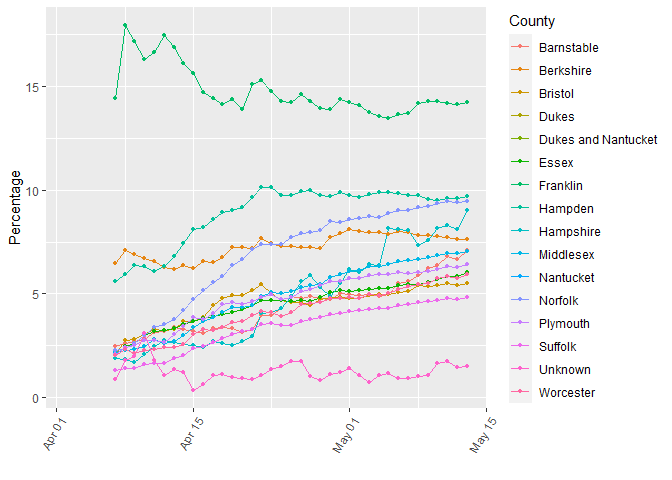 County
Barnstable
Berkshire
Bristol
Dukes
Dukes and Nantucket
Essex
Franklin
Hampden
Hampshire
Middlesex
Nantucket
Norfolk
Plymouth
Suffolk
Unknown
Worcester
Percentage
15
10
5
0
Apr 01
Apr 15
May 01
May 15